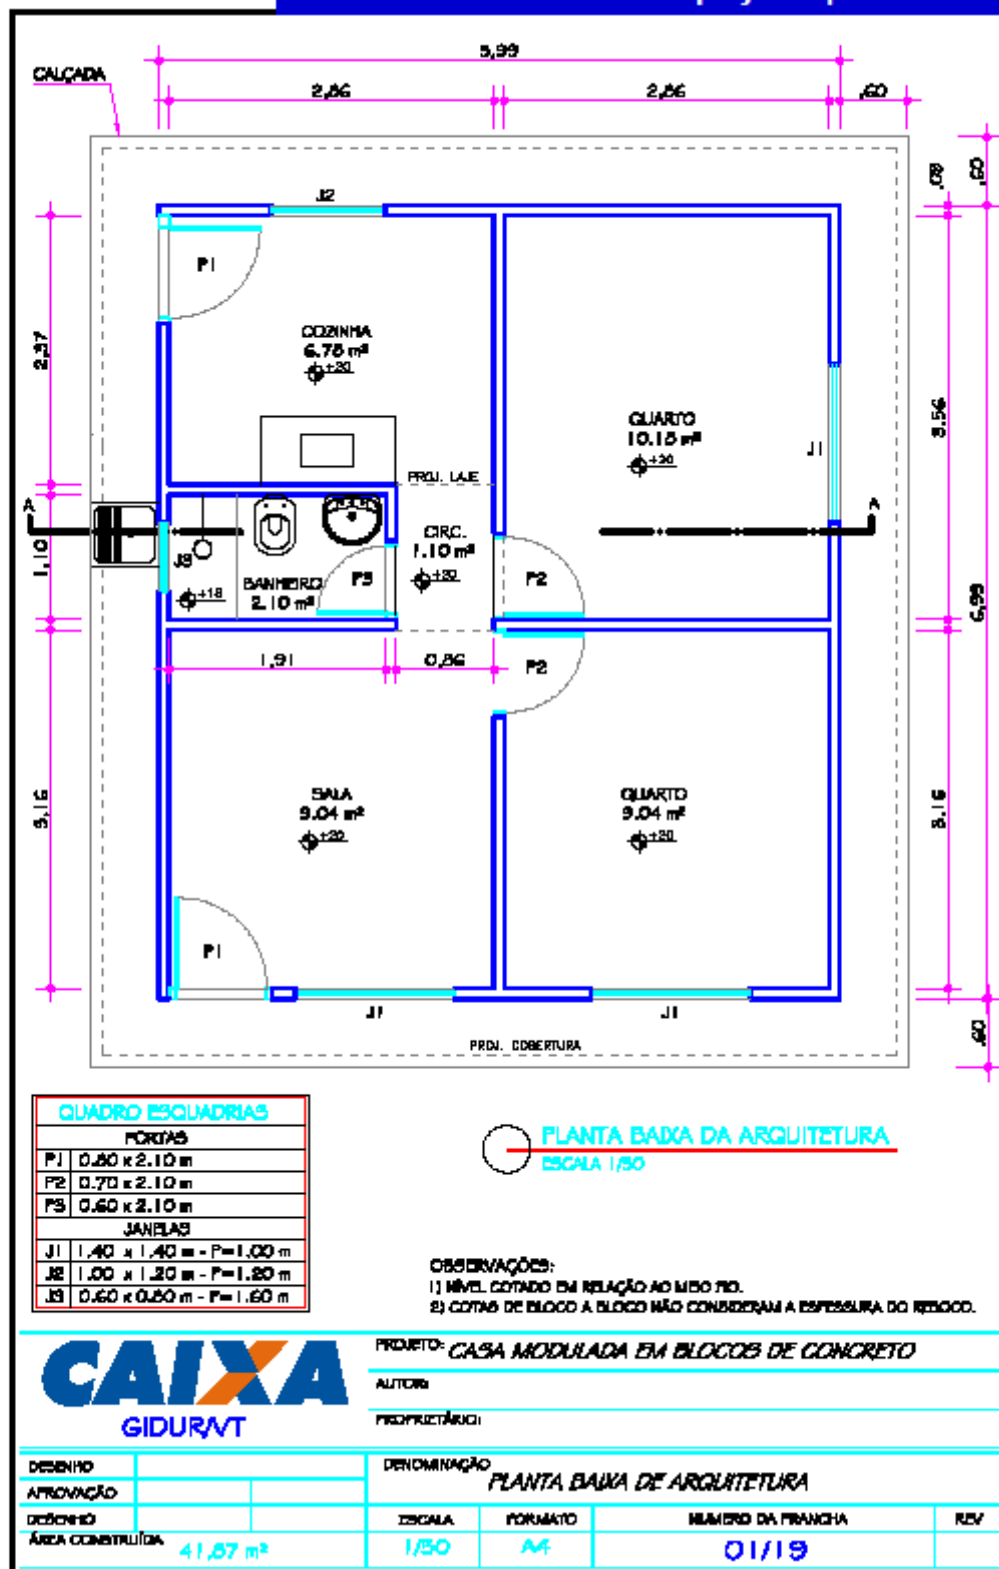 5,99
CALÇADA
2,86
2,86
,60
,08
,60
J2
P1
COZINHA
6.78 m²
+20
2,37
QUARTO
10.18 m²
+20
J1
3,56
PROJ. LAJE
A
A
CIRC.
1.10 m²
+20
J3
BANHEIRO
2.10 m²
+18
P3
P2
1,10
6,99
1,91
0,86
P2
SALA
9.04 m²
+20
QUARTO
9.04 m²
+20
3,16
3,16
P1
J1
J1
PROJ. COBERTURA
,60
QUADRO ESQUADRIAS
PORTAS
P1 0.80 x 2.10 m
P2 0.70 x 2.10 m
P3 0.60 x 2.10 m
JANELAS
J1 1.40 x 1.40 m - P=1.00 m
J2 1.00 x 1.20 m - P=1.20 m
J3 0.60 x 0.80 m - P=1.60 m
PLANTA BAIXA DA ARQUITETURA
ESCALA 1/50
OBSERVAÇÕES:
1) NÍVEL COTADO EM RELAÇÃO AO MEIO FIO.
2) COTAS DE BLOCO A BLOCO NÃO CONSIDERAM A ESPESSURA DO REBOCO.
CAIXA
GIDUR/VT
PROJETO: CASA MODULADA EM BLOCOS DE CONCRETO
AUTOR:
PROPRIETÁRIO:
DESENHO
APROVAÇÃO
DESENHO
ÁREA CONSTRUÍDA 41,87 m²
DENOMINAÇÃO
PLANTA BAIXA DE ARQUITETURA
ESCALA
1/50
FORMATO
A4
NUMERO DA PRANCHA
01/19
REV